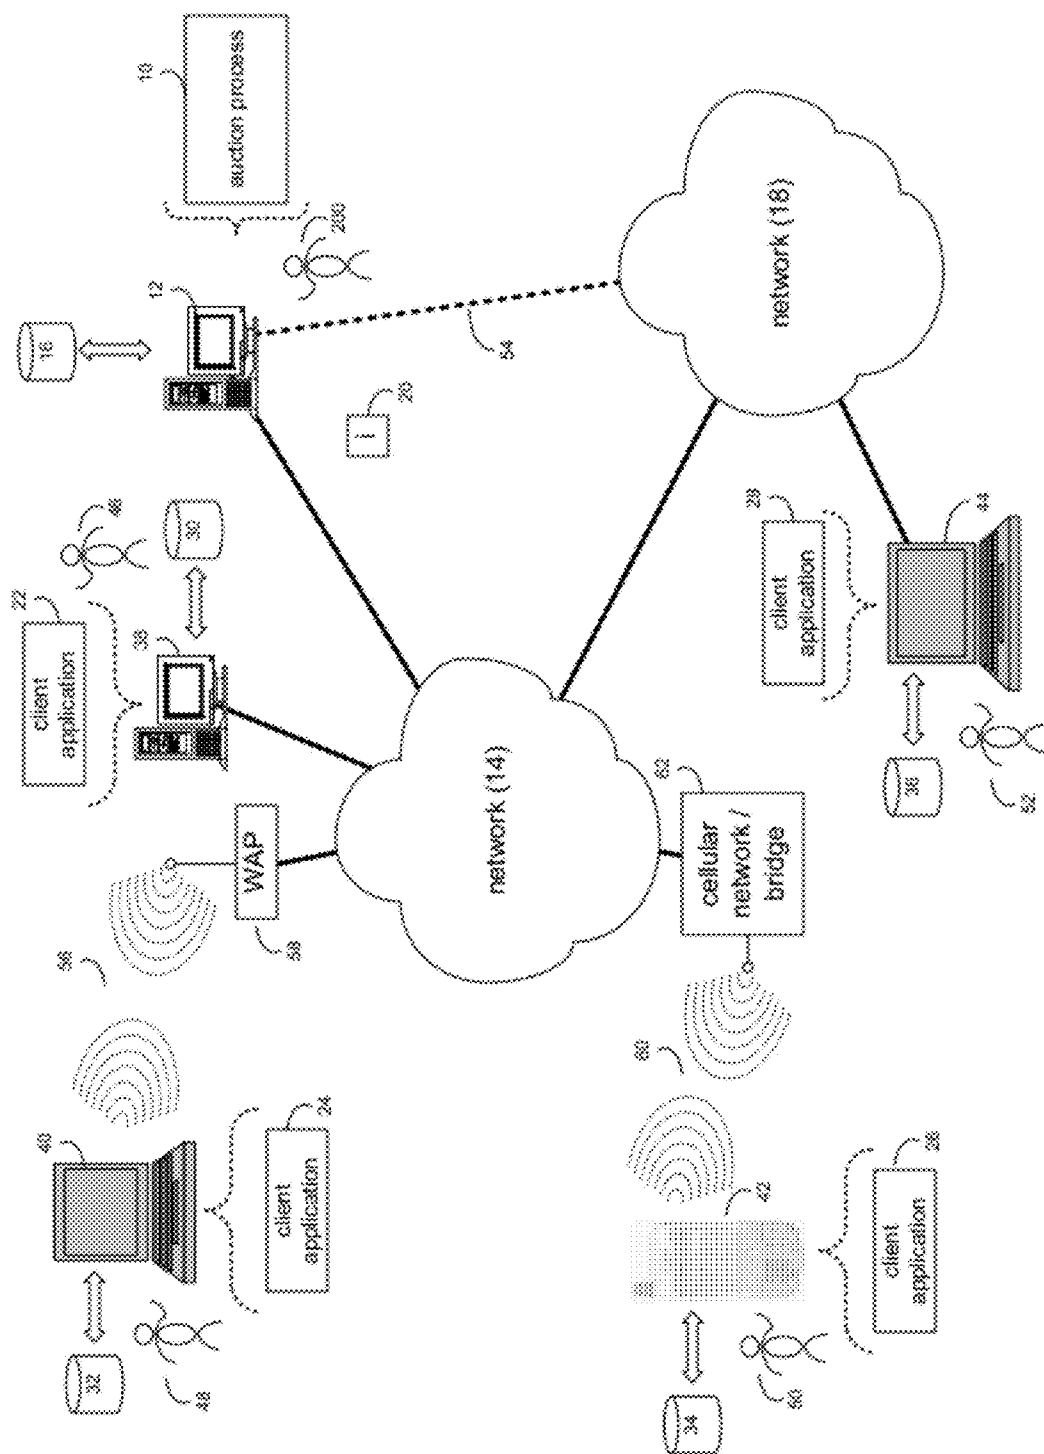 32
40
48
24
client
application
56
58
WAP
22
client
application
38
46
30
16
12
10
auction process
200
20
I
54
network (14)
network (18)
34
42
50
26
client
application
60
62
cellular
network /
bridge
28
client
application
36
44
52